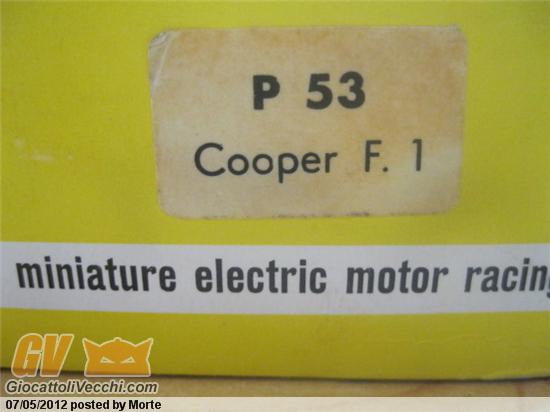 P 53
Cooper F. 1
miniature electric motor racing
GV
GiocattoliVecchi.com
07/05/2012 posted by Morte